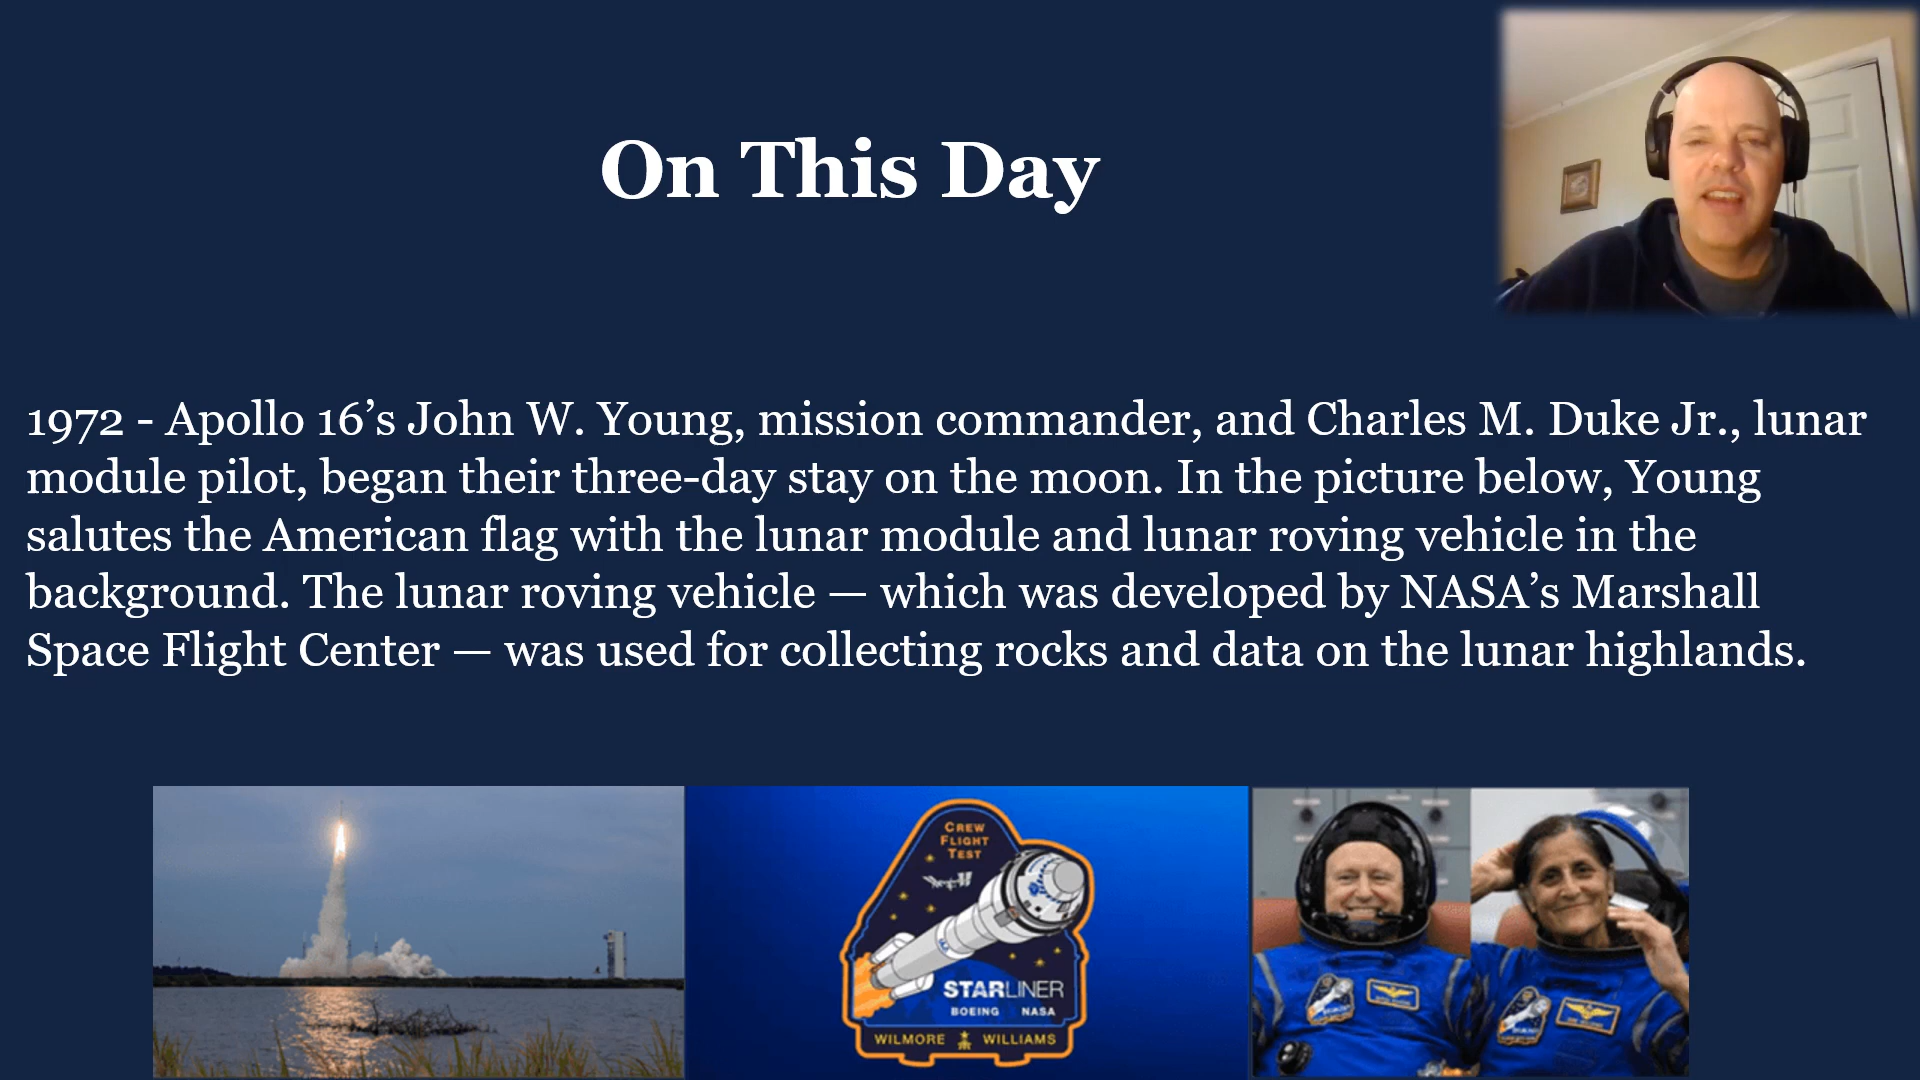 On This Day
1972 - Apollo 16’s John W. Young, mission commander, and Charles M. Duke Jr., lunar
module pilot, began their three-day stay on the moon. In the picture below, Young
salutes the American flag with the lunar module and lunar roving vehicle in the
background. The lunar roving vehicle — which was developed by NASA’s Marshall
Space Flight Center — was used for collecting rocks and data on the lunar highlands.
CREW
FLIGHT
TEST
STARLINER
BOEING NASA
WILMORE WILLIAMS